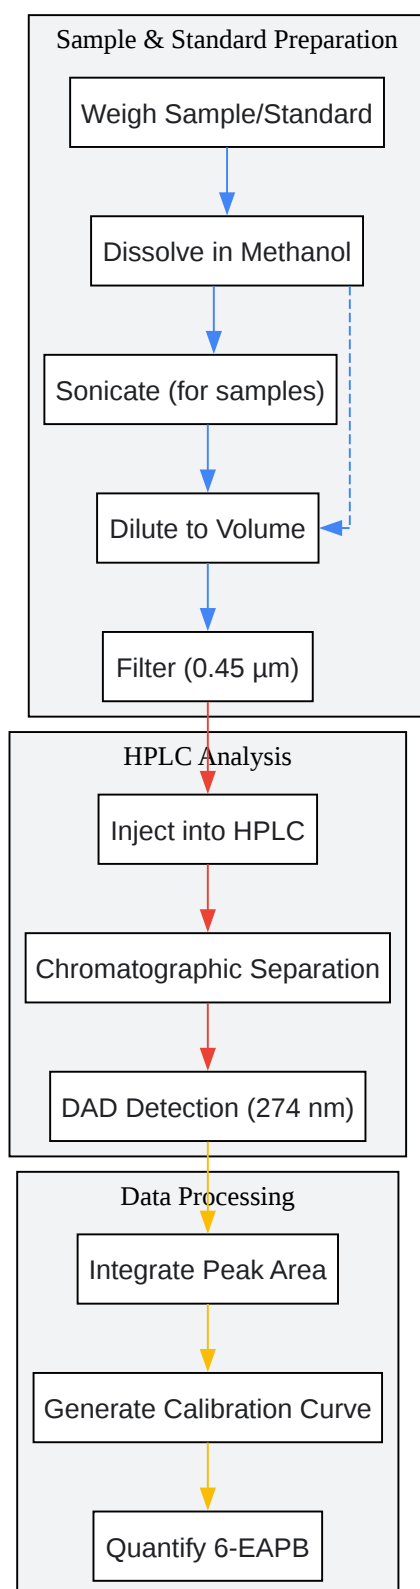 Sample & Standard Preparation
Weigh Sample/Standard
Dissolve in Methanol
Sonicate (for samples)
Dilute to Volume
Filter (0.45 µm)
HPLC Analysis
Inject into HPLC
Chromatographic Separation
DAD Detection (274 nm)
Data Processing
Integrate Peak Area
Generate Calibration Curve
Quantify 6-EAPB